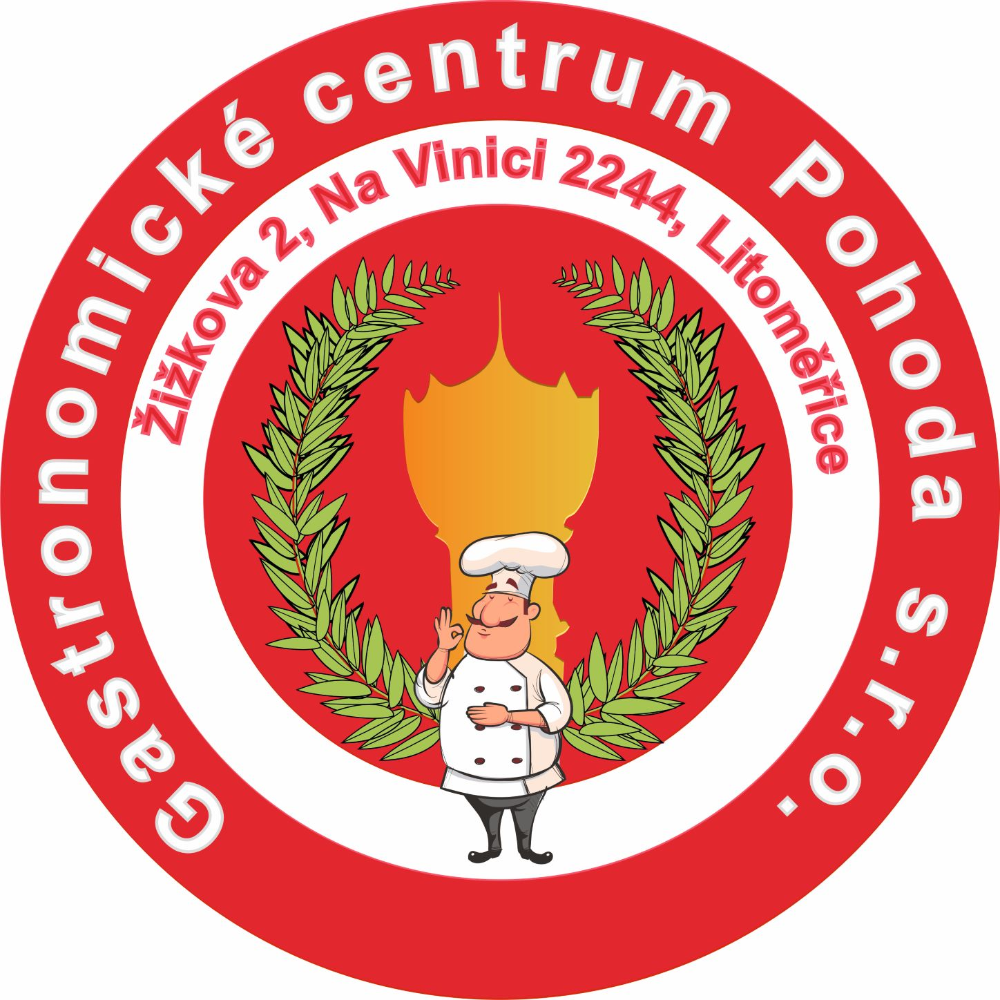 Gastronomické centrum Pohoda s.r.o.
Žižkova 2, Na Vinici 2244, Litoměřice